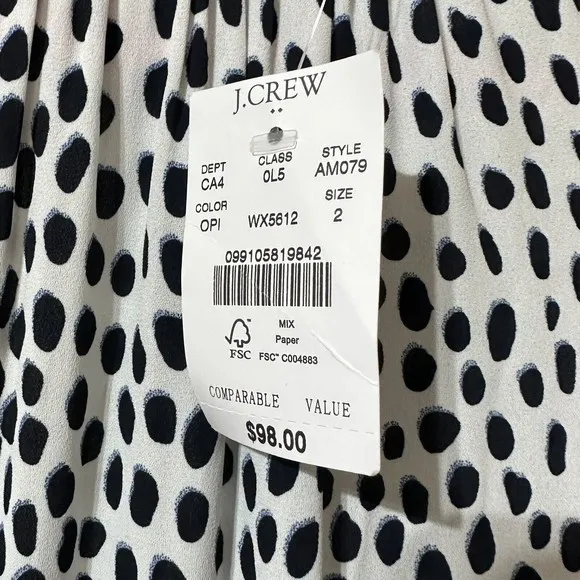 J.CREW
DEPT CLASS STYLE
CA4 0L5 AM079
COLOR SIZE
OPI WX5612 2
099105819842
MIX
Paper
FSC FSC™ C004883
COMPARABLE VALUE
$98.00